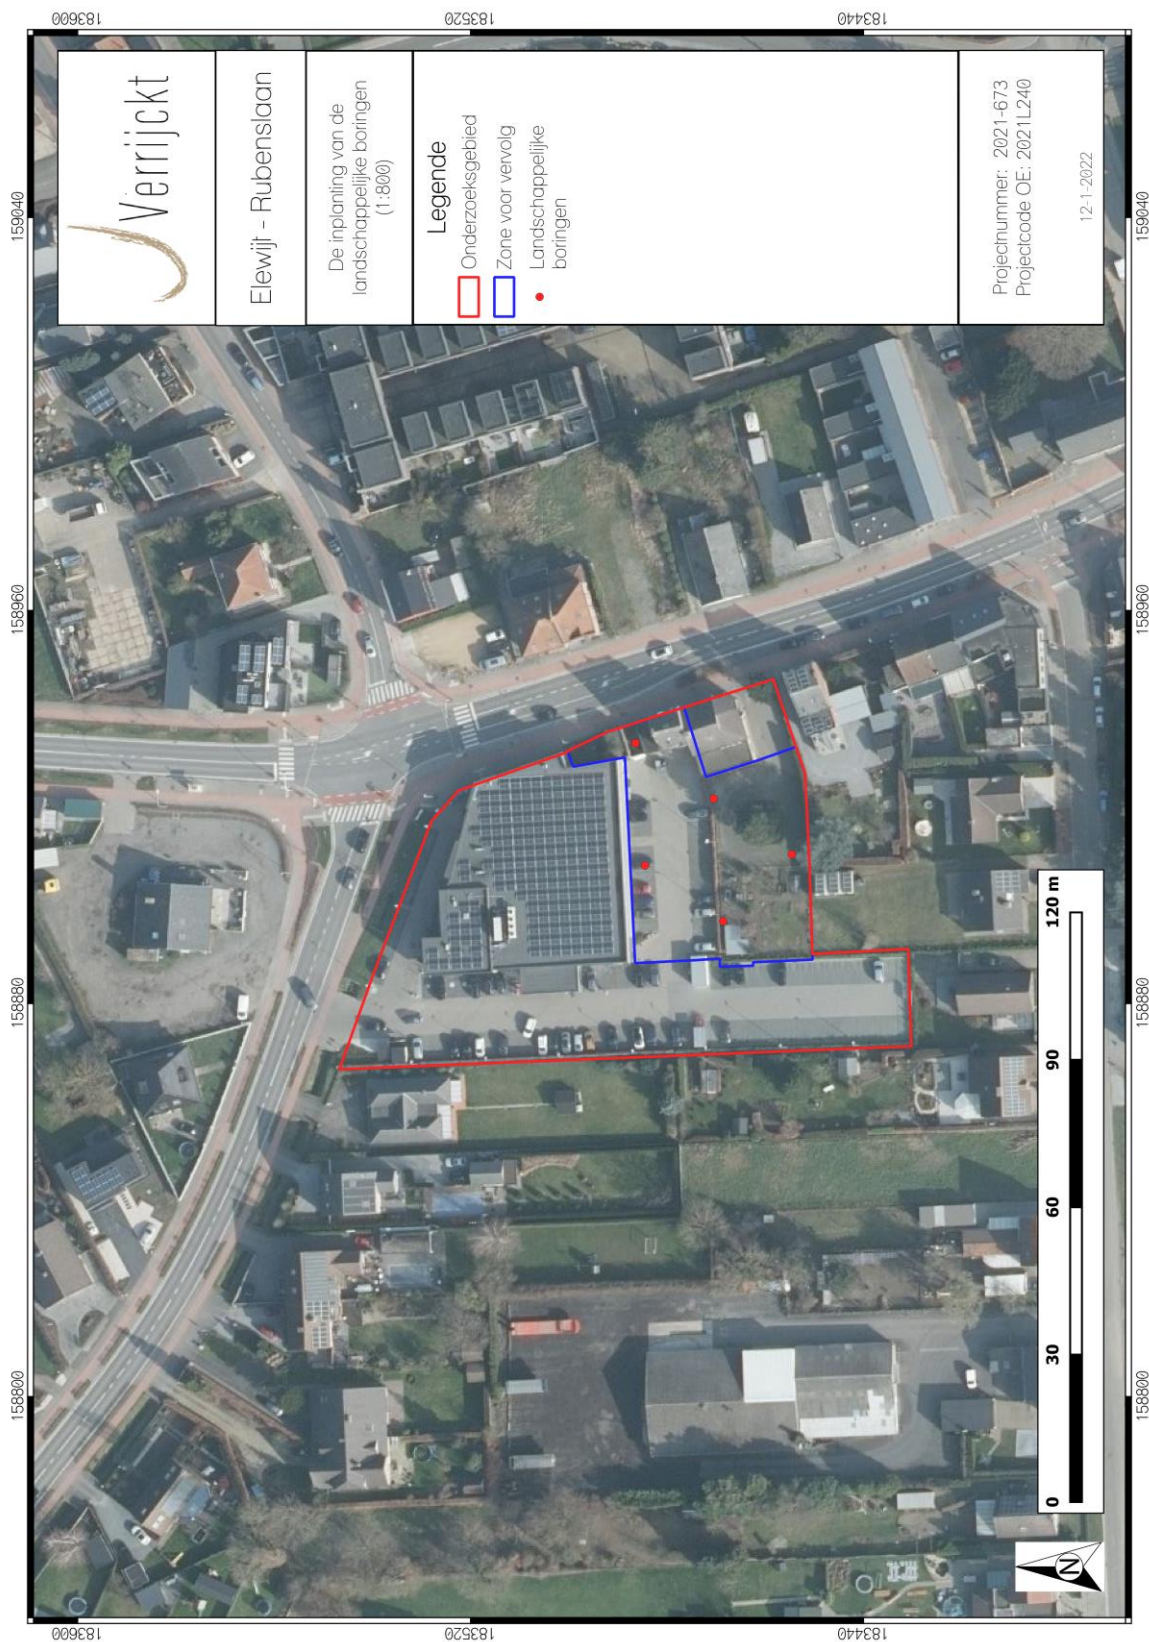 Verrijckt
Elewijt - Rubenslaan
De inplanting van de
landschappelijke boringen
(1:800)
Legende
Onderzoeksgebied
Zone voor vervolg
Landschappelijke
boringen
Projectnummer: 2021-673
Projectcode OE: 2021L240
12-1-2022
158800
158880
158960
159040
183600
183520
183440
183600
183520
183440
158800
158880
158960
159040
0
30
60
90
120 m
N